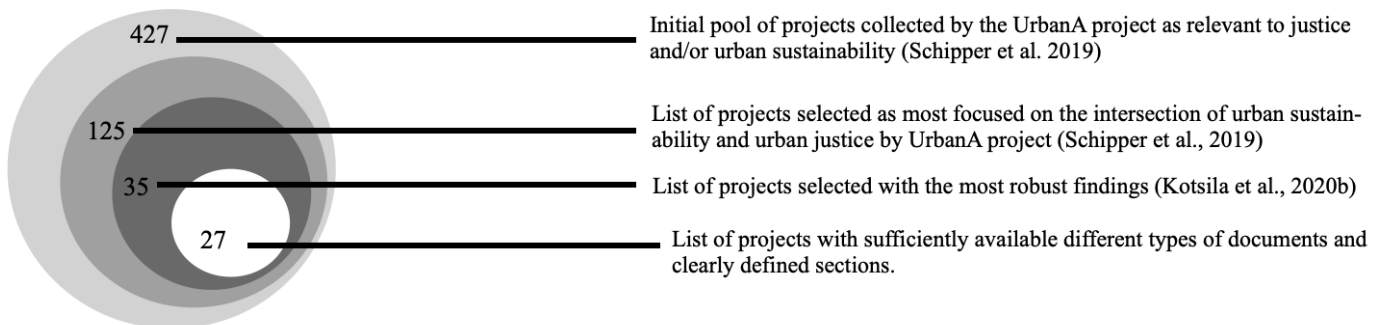 427
Initial pool of projects collected by the UrbanA project as relevant to justice
and/or urban sustainability (Schipper et al. 2019)
125
List of projects selected as most focused on the intersection of urban sustain-
ability and urban justice by UrbanA project (Schipper et al., 2019)
35
List of projects selected with the most robust findings (Kotsila et al., 2020b)
27
List of projects with sufficiently available different types of documents and
clearly defined sections.